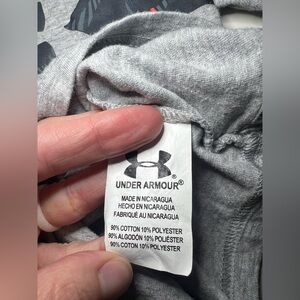 UNDER ARMOUR®
MADE IN NICARAGUA
HECHO EN NICARAGUA
FABRIQUÉ AU NICARAGUA
90% COTTON 10% POLYESTER
90% ALGODÓN 10% POLIÉSTER
90% COTON 10% POLYESTER